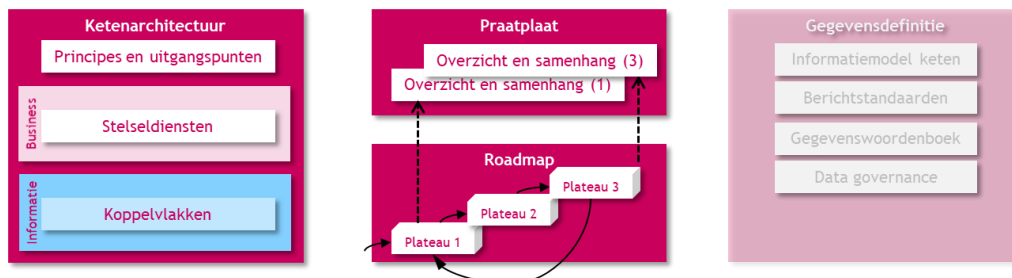 Ketenarchitectuur
Principes en uitgangspunten
Business
Stelseldiensten
Informatie
Koppelvlakken
Praatplaat
Overzicht en samenhang (3)
Overzicht en samenhang (1)
Roadmap
Plateau 3
Plateau 2
Plateau 1
Gegevensdefinitie
Informatiemodel keten
Berichtstandaarden
Gegevenswoordenboek
Data governance